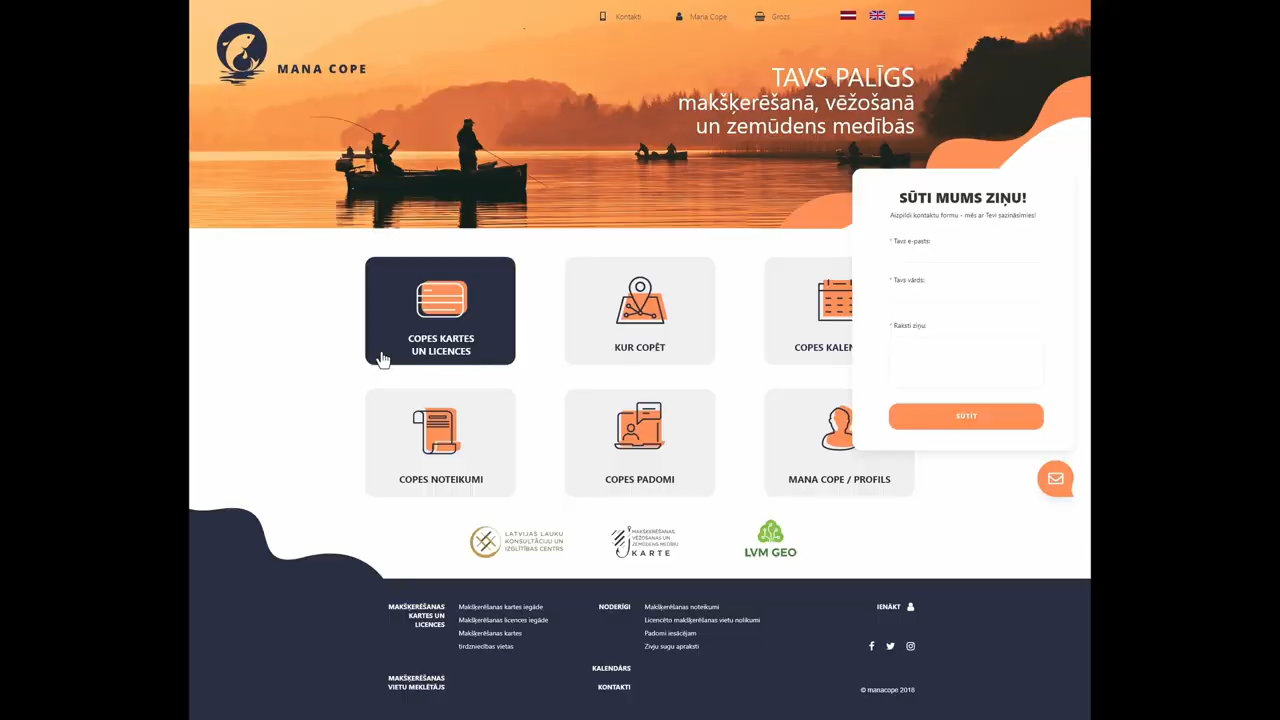 Kontakti
Mana Cope
Grozs
MANA COPE
TAVS PALĪGS
makšķerēšanā, vēžošanā
un zemūdens medībās
SŪTI MUMS ZIŅU!
Aizpildi kontaktu formu - mēs ar Tevi sazināsimies!
* Tavs e-pasts:
* Tavs vārds:
* Raksti ziņu:
SŪTĪT
COPES KARTES
UN LICENCES
KUR COPĒT
COPES KALEN
COPES NOTEIKUMI
COPES PADOMI
MANA COPE / PROFILS
LATVIJAS LAUKU
KONSULTĀCIJU UN
IZGLĪTĪBAS CENTRS
MAKŠĶERĒŠANAS,
VĒŽOŠANAS UN
ZEMŪDENS MEDĪBU
KARTE
LVM GEO
MAKŠĶERĒŠANAS
KARTES UN
LICENCES
Makšķerēšanas kartes iegāde
Makšķerēšanas licences iegāde
Makšķerēšanas kartes
tirdzniecības vietas
MAKŠĶERĒŠANAS
VIETU MEKLĒTĀJS
NODERĪGI
Makšķerēšanas noteikumi
Licencēto makšķerēšanas vietu nolikumi
Padomi iesācējam
Zivju sugu apraksti
KALENDĀRS
KONTAKTI
IENĀKT
© manacope 2018